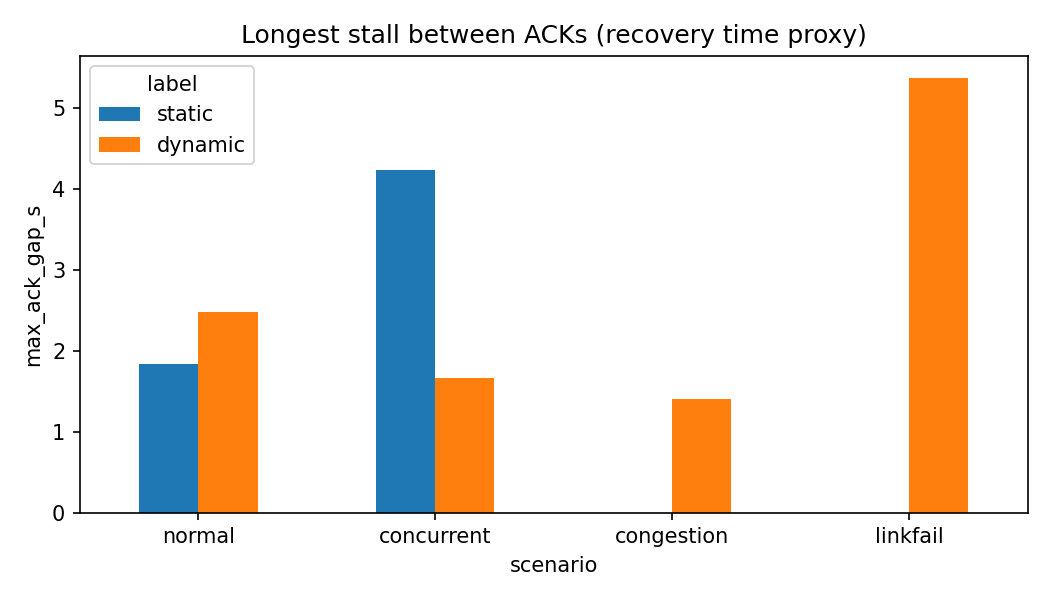 Longest stall between ACKs (recovery time proxy)
label
static
dynamic
max_ack_gap_s
5
4
3
2
1
0
normal concurrent congestion linkfail
scenario